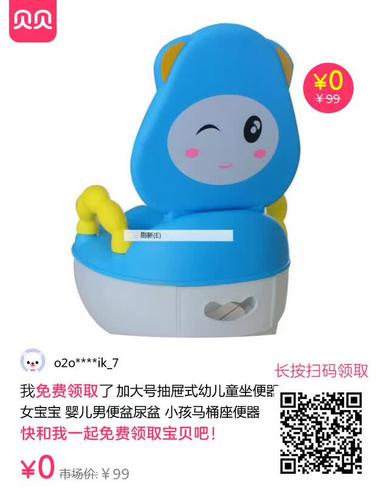 贝贝
¥0
¥99
刷新(E)
o2o****ik_7
长按扫码领取
我免费领取了 加大号抽屉式幼儿童坐便器
女宝宝 婴儿男便盆尿盆 小孩马桶座便器
快和我一起免费领取宝贝吧！
¥0 市场价: ¥99